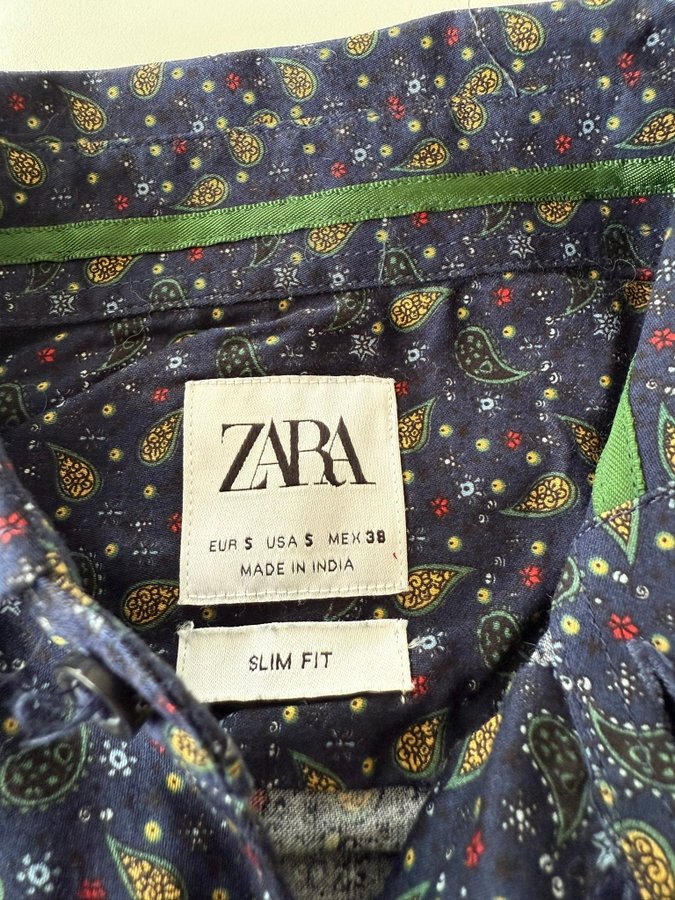 ZARA
EUR S USA S MEX 38
MADE IN INDIA
SLIM FIT